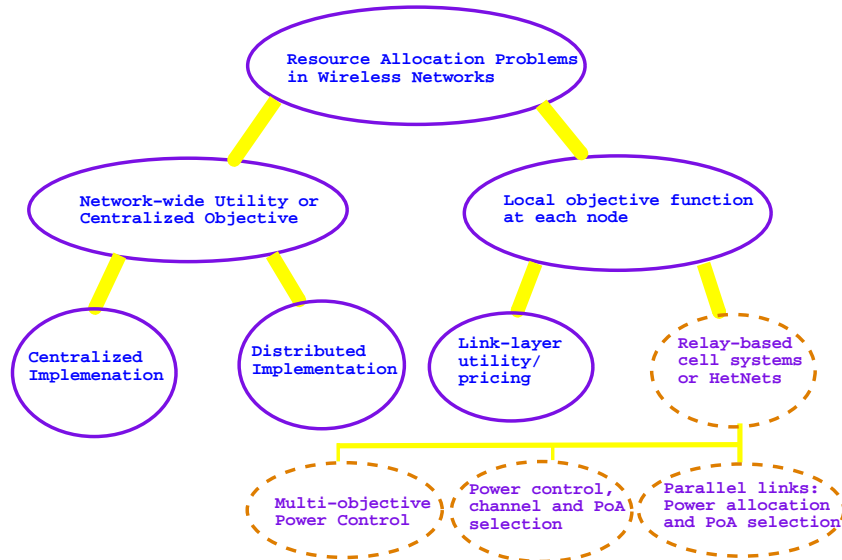 Resource Allocation Problems
in Wireless Networks
Network-wide Utility or
Centralized Objective
Local objective function
at each node
Centralized
Implemenation
Distributed
Implementation
Link-layer
utility/
pricing
Relay-based
cell systems
or HetNets
Multi-objective
Power Control
Power control,
channel and PoA
selection
Parallel links:
Power allocation
and PoA selection